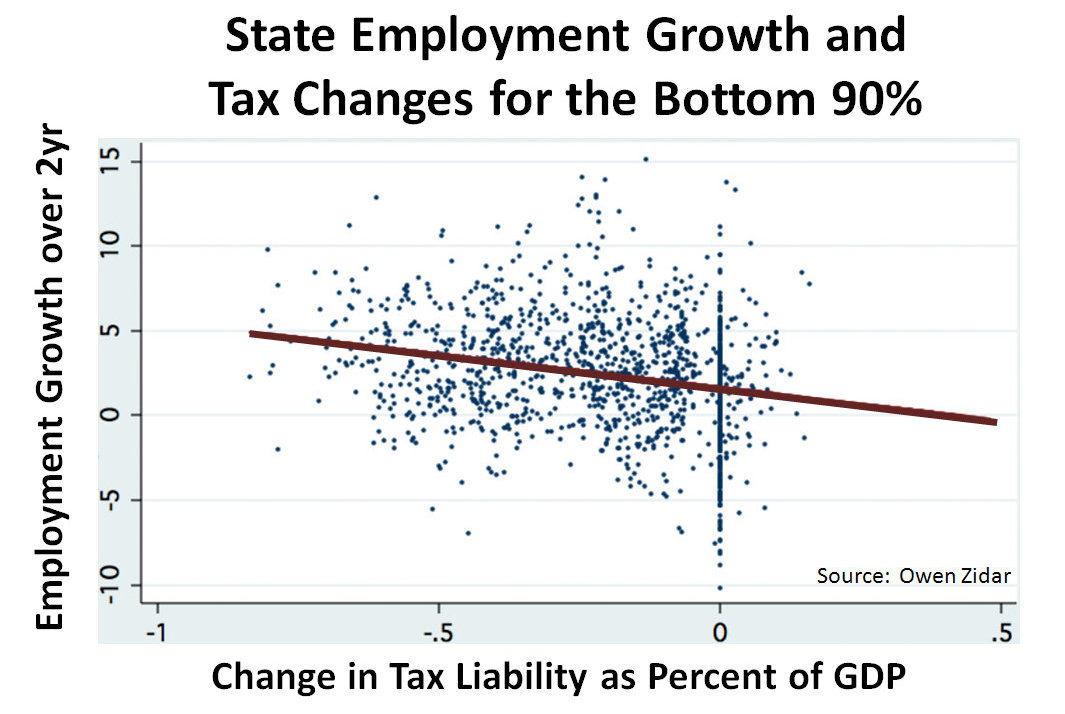 State Employment Growth and
Tax Changes for the Bottom 90%
Employment Growth over 2yr
15
10
5
0
-5
-10
Source: Owen Zidar
-1
-.5
0
.5
Change in Tax Liability as Percent of GDP